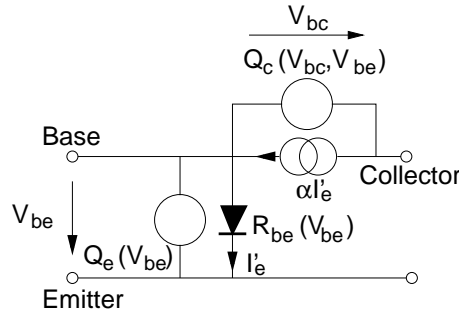 V_bc
Q_c(V_bc,V_be)
Base
αI'_e
Collector
V_be
R_be(V_be)
Q_e(V_be)
I'_e
Emitter